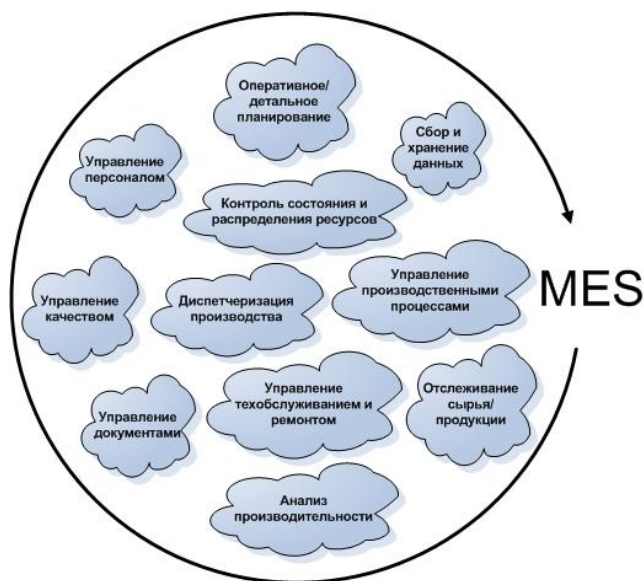 Оперативное/
детальное
планирование
Сбор и
хранение
данных
Управление
персоналом
Контроль состояния и
распределения ресурсов
Управление
производственными
процессами
MES
Управление
качеством
Диспетчеризация
производства
Управление
техобслуживанием и
ремонтом
Отслеживание
сырья/
продукции
Управление
документами
Анализ
производительности